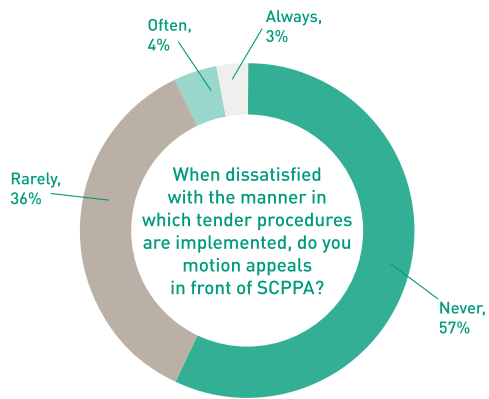 Often,
4%
Always,
3%
Rarely,
36%
When dissatisfied
with the manner in
which tender procedures
are implemented, do you
motion appeals
in front of SCPPA?
Never,
57%